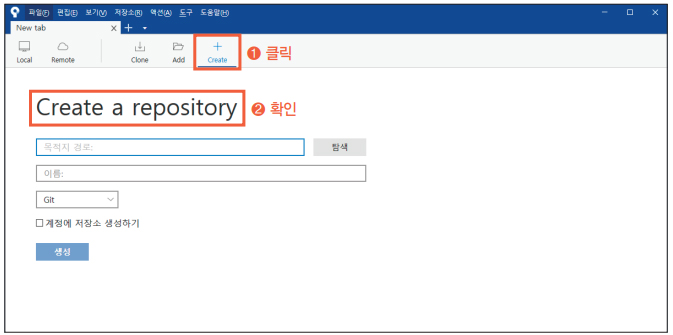 파일(F) 편집(E) 보기(V) 저장소(R) 액션(A) 도구 도움말(H)
New tab
Local Remote Clone Add Create ❶ 클릭
Create a repository ❷ 확인
목적지 경로: 탐색
이름:
Git
계정에 저장소 생성하기
생성